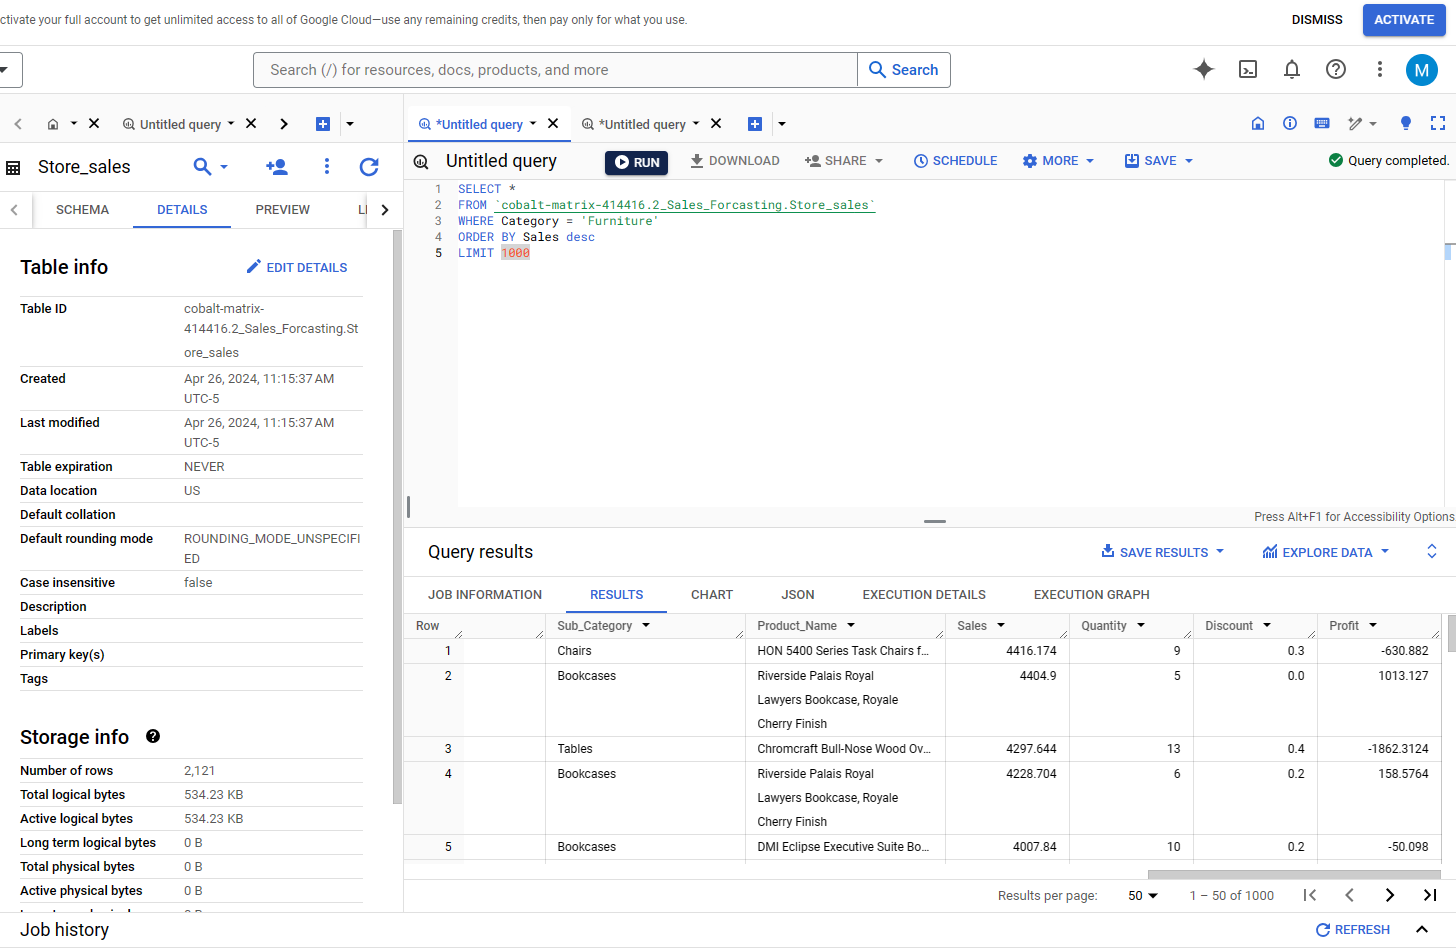 ctivate your full account to get unlimited access to all of Google Cloud—use any remaining credits, then pay only for what you use.
DISMISS
ACTIVATE
Search (/) for resources, docs, products, and more
Search
M
Untitled query
*Untitled query
*Untitled query
Store_sales
SCHEMA
DETAILS
PREVIEW
Table info
EDIT DETAILS
Table ID
cobalt-matrix-
414416.2_Sales_Forcasting.St
ore_sales
Created
Apr 26, 2024, 11:15:37 AM
UTC-5
Last modified
Apr 26, 2024, 11:15:37 AM
UTC-5
Table expiration
NEVER
Data location
US
Default collation
Default rounding mode
ROUNDING_MODE_UNSPECIFI
ED
Case insensitive
false
Description
Labels
Primary key(s)
Tags
Storage info
Number of rows
2,121
Total logical bytes
534.23 KB
Active logical bytes
534.23 KB
Long term logical bytes
0 B
Total physical bytes
0 B
Active physical bytes
0 B
Untitled query
RUN
DOWNLOAD
SHARE
SCHEDULE
MORE
SAVE
Query completed.
1 SELECT *
2 FROM `cobalt-matrix-414416.2_Sales_Forcasting.Store_sales`
3 WHERE Category = 'Furniture'
4 ORDER BY Sales desc
5 LIMIT 1000
Press Alt+F1 for Accessibility Options
Query results
SAVE RESULTS
EXPLORE DATA
JOB INFORMATION
RESULTS
CHART
JSON
EXECUTION DETAILS
EXECUTION GRAPH
Row Sub_Category Product_Name Sales Quantity Discount Profit
1 Chairs HON 5400 Series Task Chairs f... 4416.174 9 0.3 -630.882
2 Bookcases Riverside Palais Royal 4404.9 5 0.0 1013.127
Lawyers Bookcase, Royale
Cherry Finish
3 Tables Chromcraft Bull-Nose Wood Ov... 4297.644 13 0.4 -1862.3124
4 Bookcases Riverside Palais Royal 4228.704 6 0.2 158.5764
Lawyers Bookcase, Royale
Cherry Finish
5 Bookcases DMI Eclipse Executive Suite Bo... 4007.84 10 0.2 -50.098
Results per page:
50
1 – 50 of 1000
Job history
REFRESH